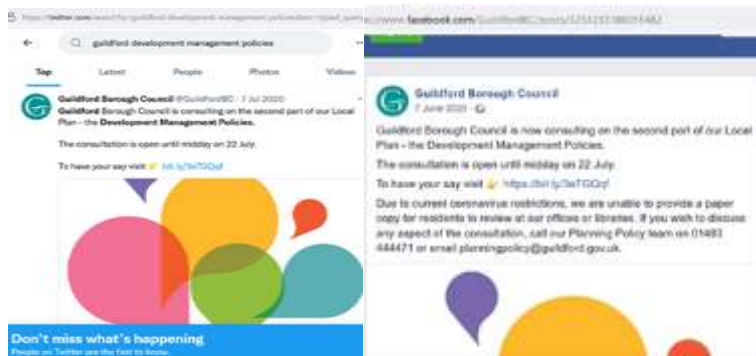 guildford development management policies
Top Latest People Photos Videos
Guildford Borough Council @GuildfordBC · 7 Jul 2020
Guildford Borough Council is consulting on the second part of our Local
Plan - the Development Management Policies.
The consultation is open until midday on 22 July.
To have your say visit
Don't miss what's happening
People on Twitter are the first to know.
Guildford Borough Council
7 June 2020
Guildford Borough Council is now consulting on the second part of our Local
Plan - the Development Management Policies.
The consultation is open until midday on 22 July.
To have your say visit
Due to current coronavirus restrictions, we are unable to provide a paper
copy for residents to review at our offices or libraries. If you wish to discuss
any aspect of the consultation, call our Planning Policy team on 01483
444471 or email planningpolicy@guildford.gov.uk.